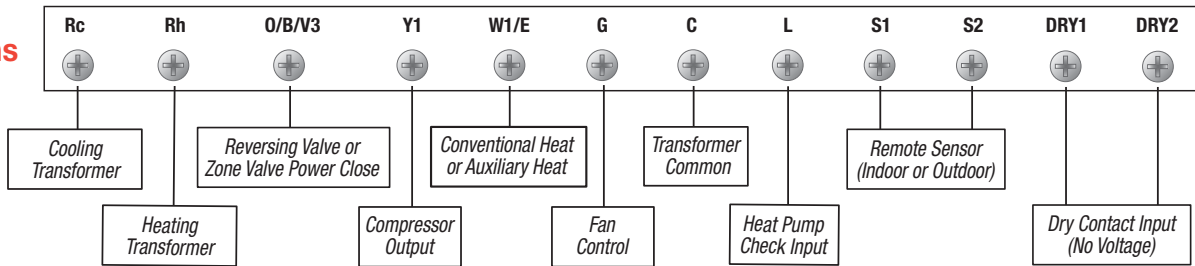 ns
Rc Rh O/B/V3 Y1 W1/E G C L S1 S2 DRY1 DRY2
Cooling
Transformer
Heating
Transformer
Reversing Valve or
Zone Valve Power Close
Compressor
Output
Conventional Heat
or Auxiliary Heat
Fan
Control
Transformer
Common
Heat Pump
Check Input
Remote Sensor
(Indoor or Outdoor)
Dry Contact Input
(No Voltage)